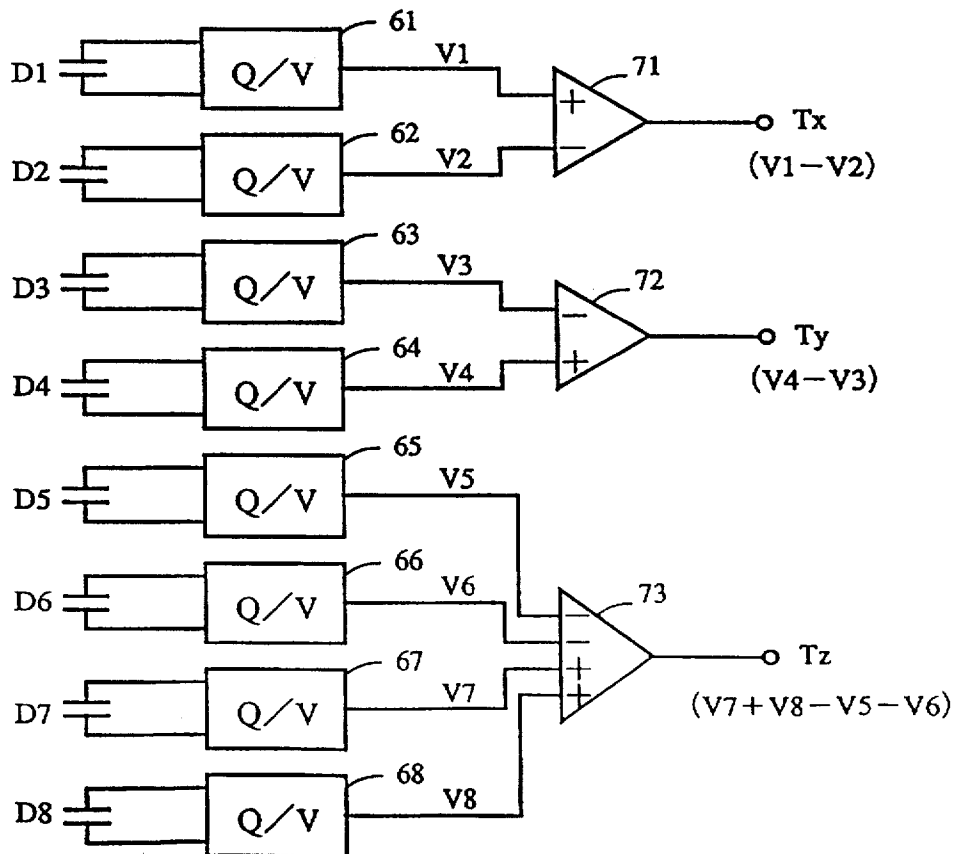 61
D1
Q/V
V1
71
+
−
Tx
(V1−V2)
62
D2
Q/V
V2
63
D3
Q/V
V3
72
−
+
Ty
(V4−V3)
64
D4
Q/V
V4
65
D5
Q/V
V5
66
D6
Q/V
V6
73
−
−
+
+
Tz
(V7+V8−V5−V6)
67
D7
Q/V
V7
68
D8
Q/V
V8